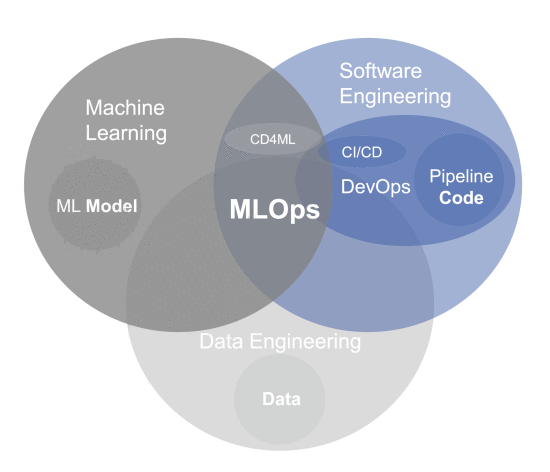 Software
Engineering
Machine
Learning
CD4ML
CI/CD
DevOps
Pipeline
Code
ML Model
MLOps
Data Engineering
Data